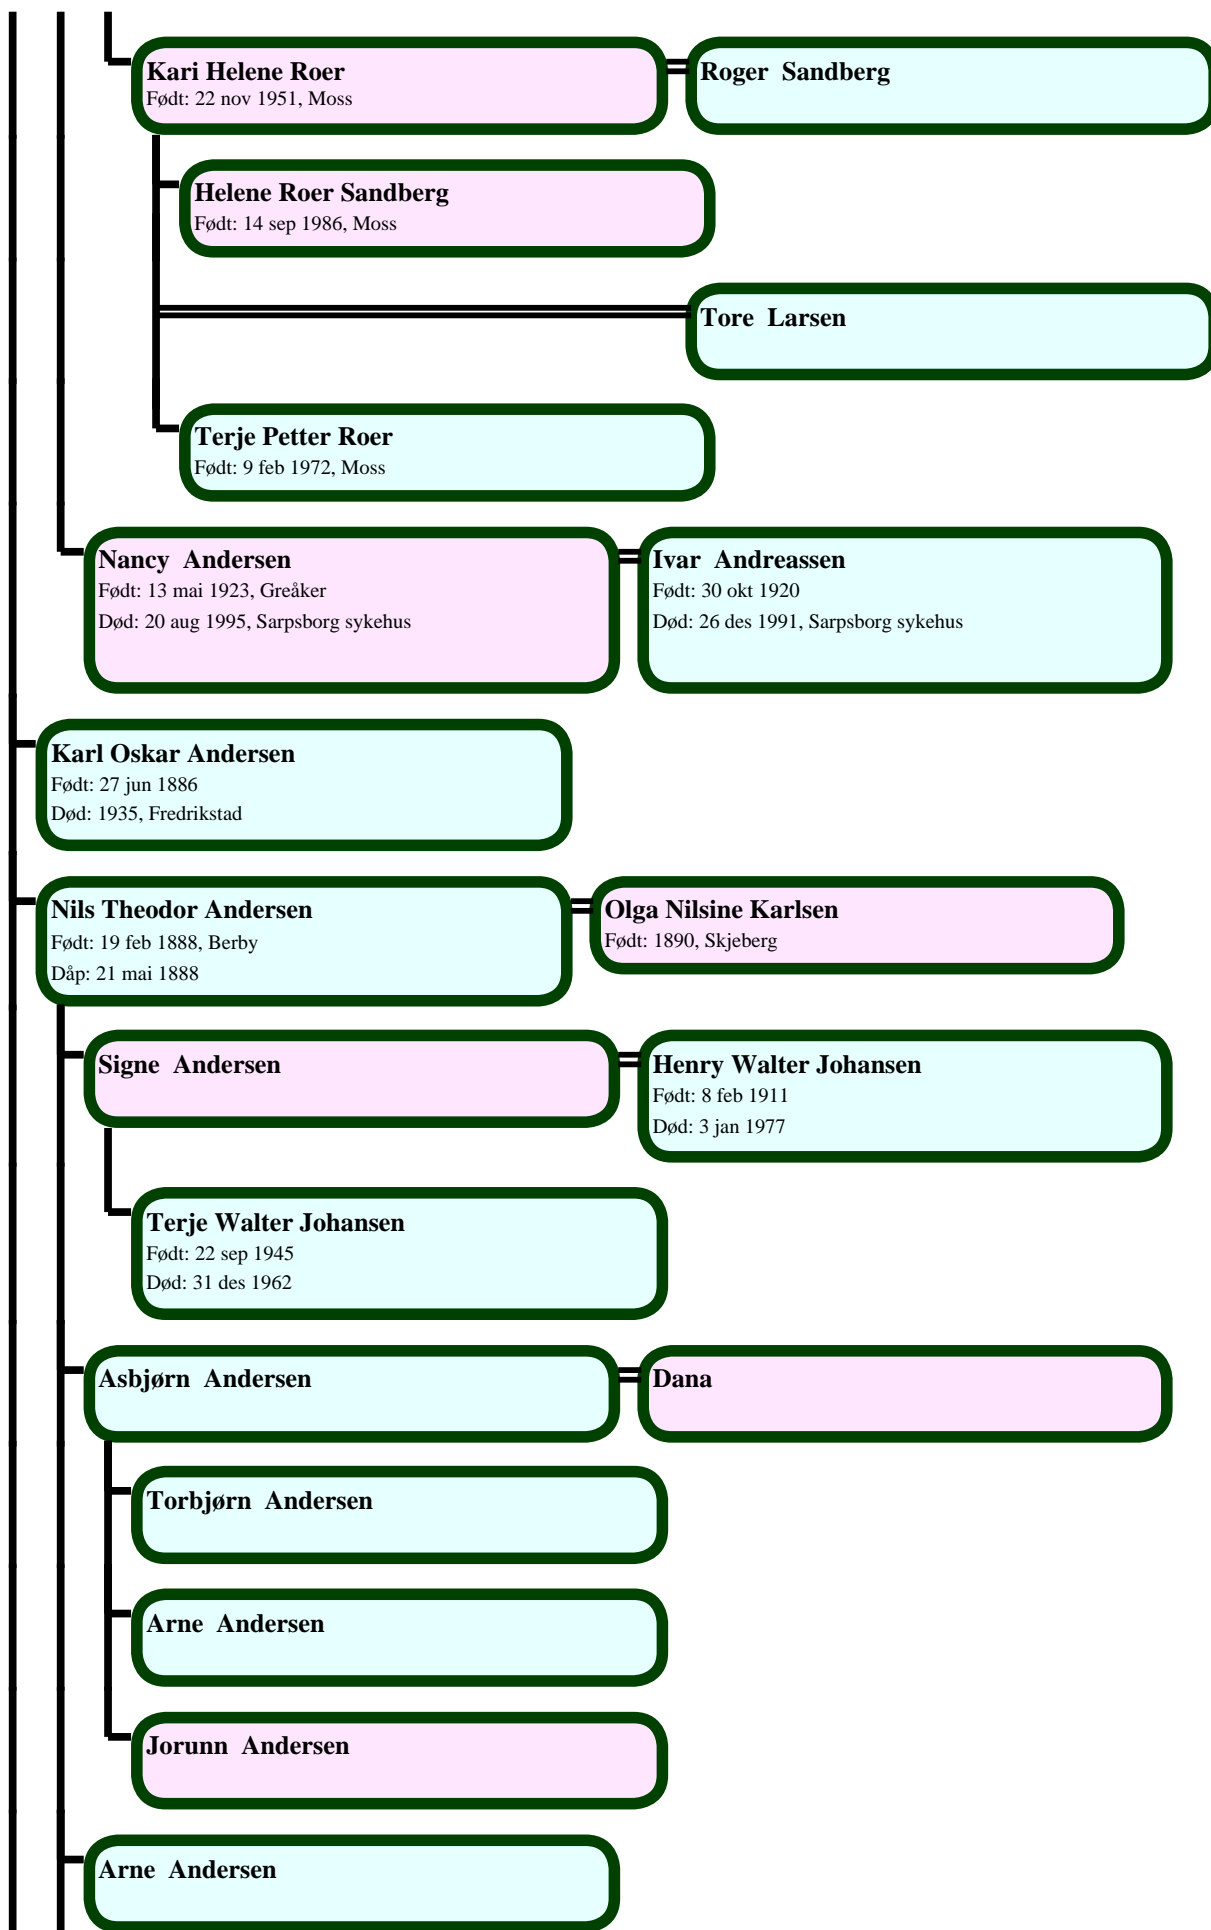 Kari Helene Roer
Født: 22 nov 1951, Moss
Roger Sandberg
Helene Roer Sandberg
Født: 14 sep 1986, Moss
Tore Larsen
Terje Petter Roer
Født: 9 feb 1972, Moss
Nancy Andersen
Født: 13 mai 1923, Greåker
Død: 20 aug 1995, Sarpsborg sykehus
Ivar Andreassen
Født: 30 okt 1920
Død: 26 des 1991, Sarpsborg sykehus
Karl Oskar Andersen
Født: 27 jun 1886
Død: 1935, Fredrikstad
Nils Theodor Andersen
Født: 19 feb 1888, Berby
Dåp: 21 mai 1888
Olga Nilsine Karlsen
Født: 1890, Skjeberg
Signe Andersen
Henry Walter Johansen
Født: 8 feb 1911
Død: 3 jan 1977
Terje Walter Johansen
Født: 22 sep 1945
Død: 31 des 1962
Asbjørn Andersen
Dana
Torbjørn Andersen
Arne Andersen
Jorunn Andersen
Arne Andersen